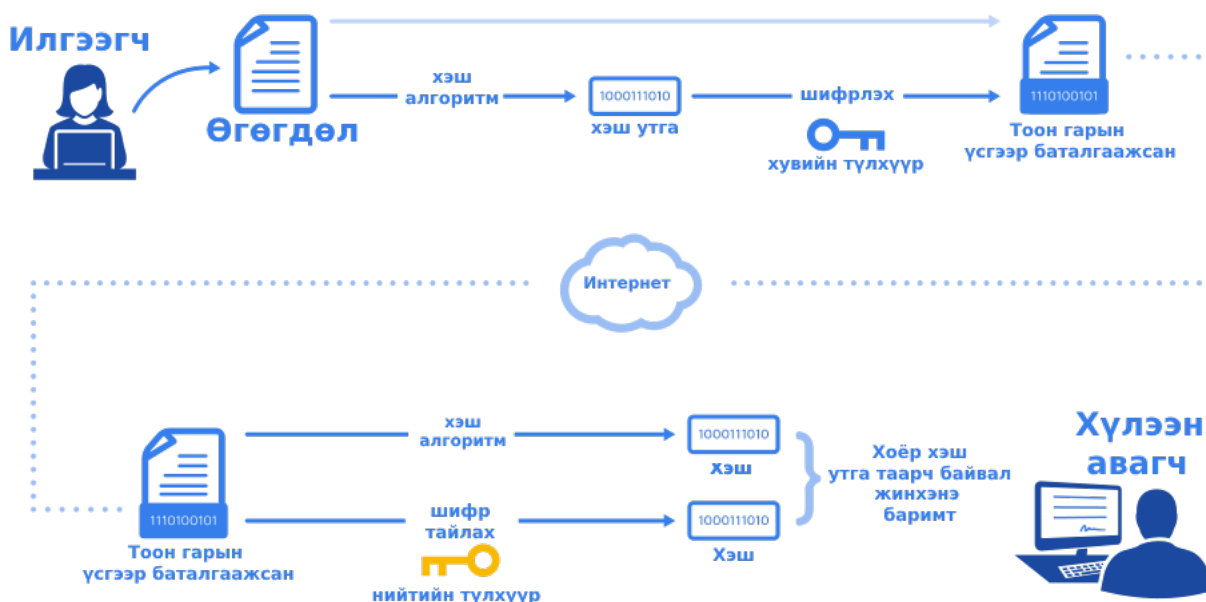 Илгээгч
Өгөгдөл
хэш
алгоритм
1000111010
хэш утга
шифрлэх
хувийн түлхүүр
1110100101
Тоон гарын
үсгээр баталгаажсан
Интернет
1110100101
Тоон гарын
үсгээр баталгаажсан
хэш
алгоритм
1000111010
Хэш
шифр
тайлах
нийтийн түлхүүр
1000111010
Хэш
Хоёр хэш
утга таарч байвал
жинхэнэ
баримт
Хүлээн
авагч